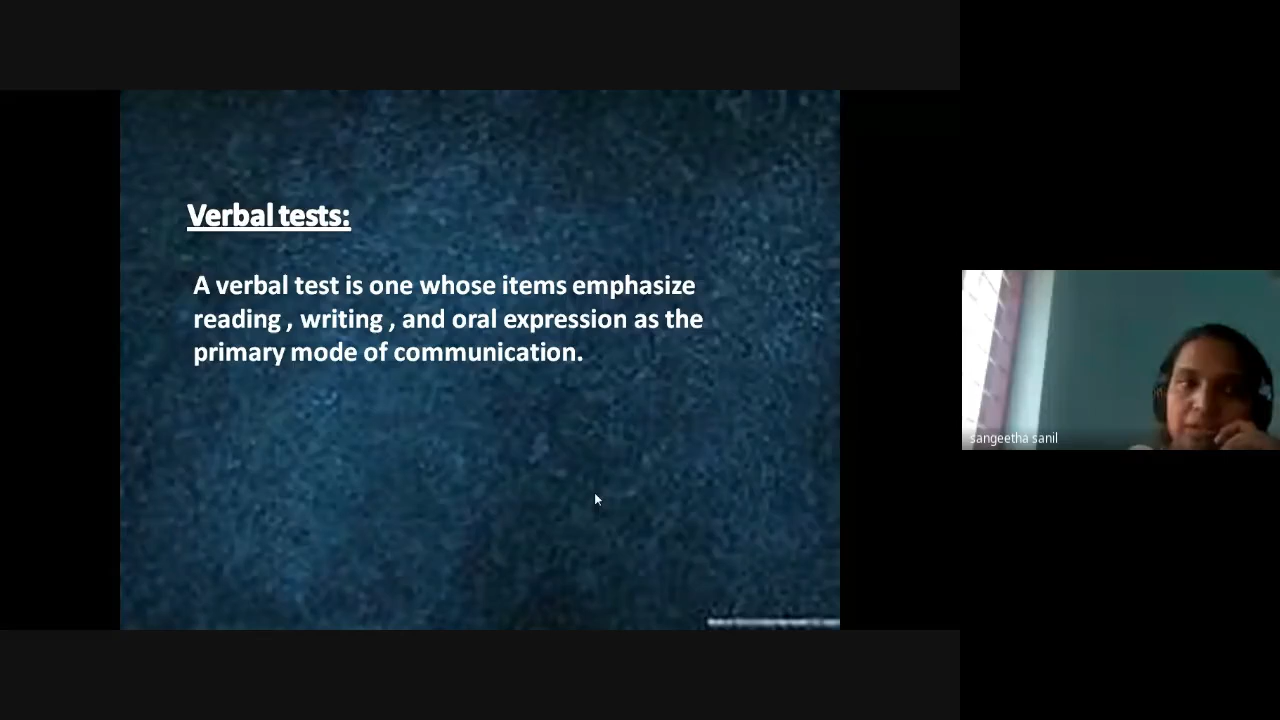 Verbal tests:
A verbal test is one whose items emphasize
reading , writing , and oral expression as the
primary mode of communication.
sangeetha sanil